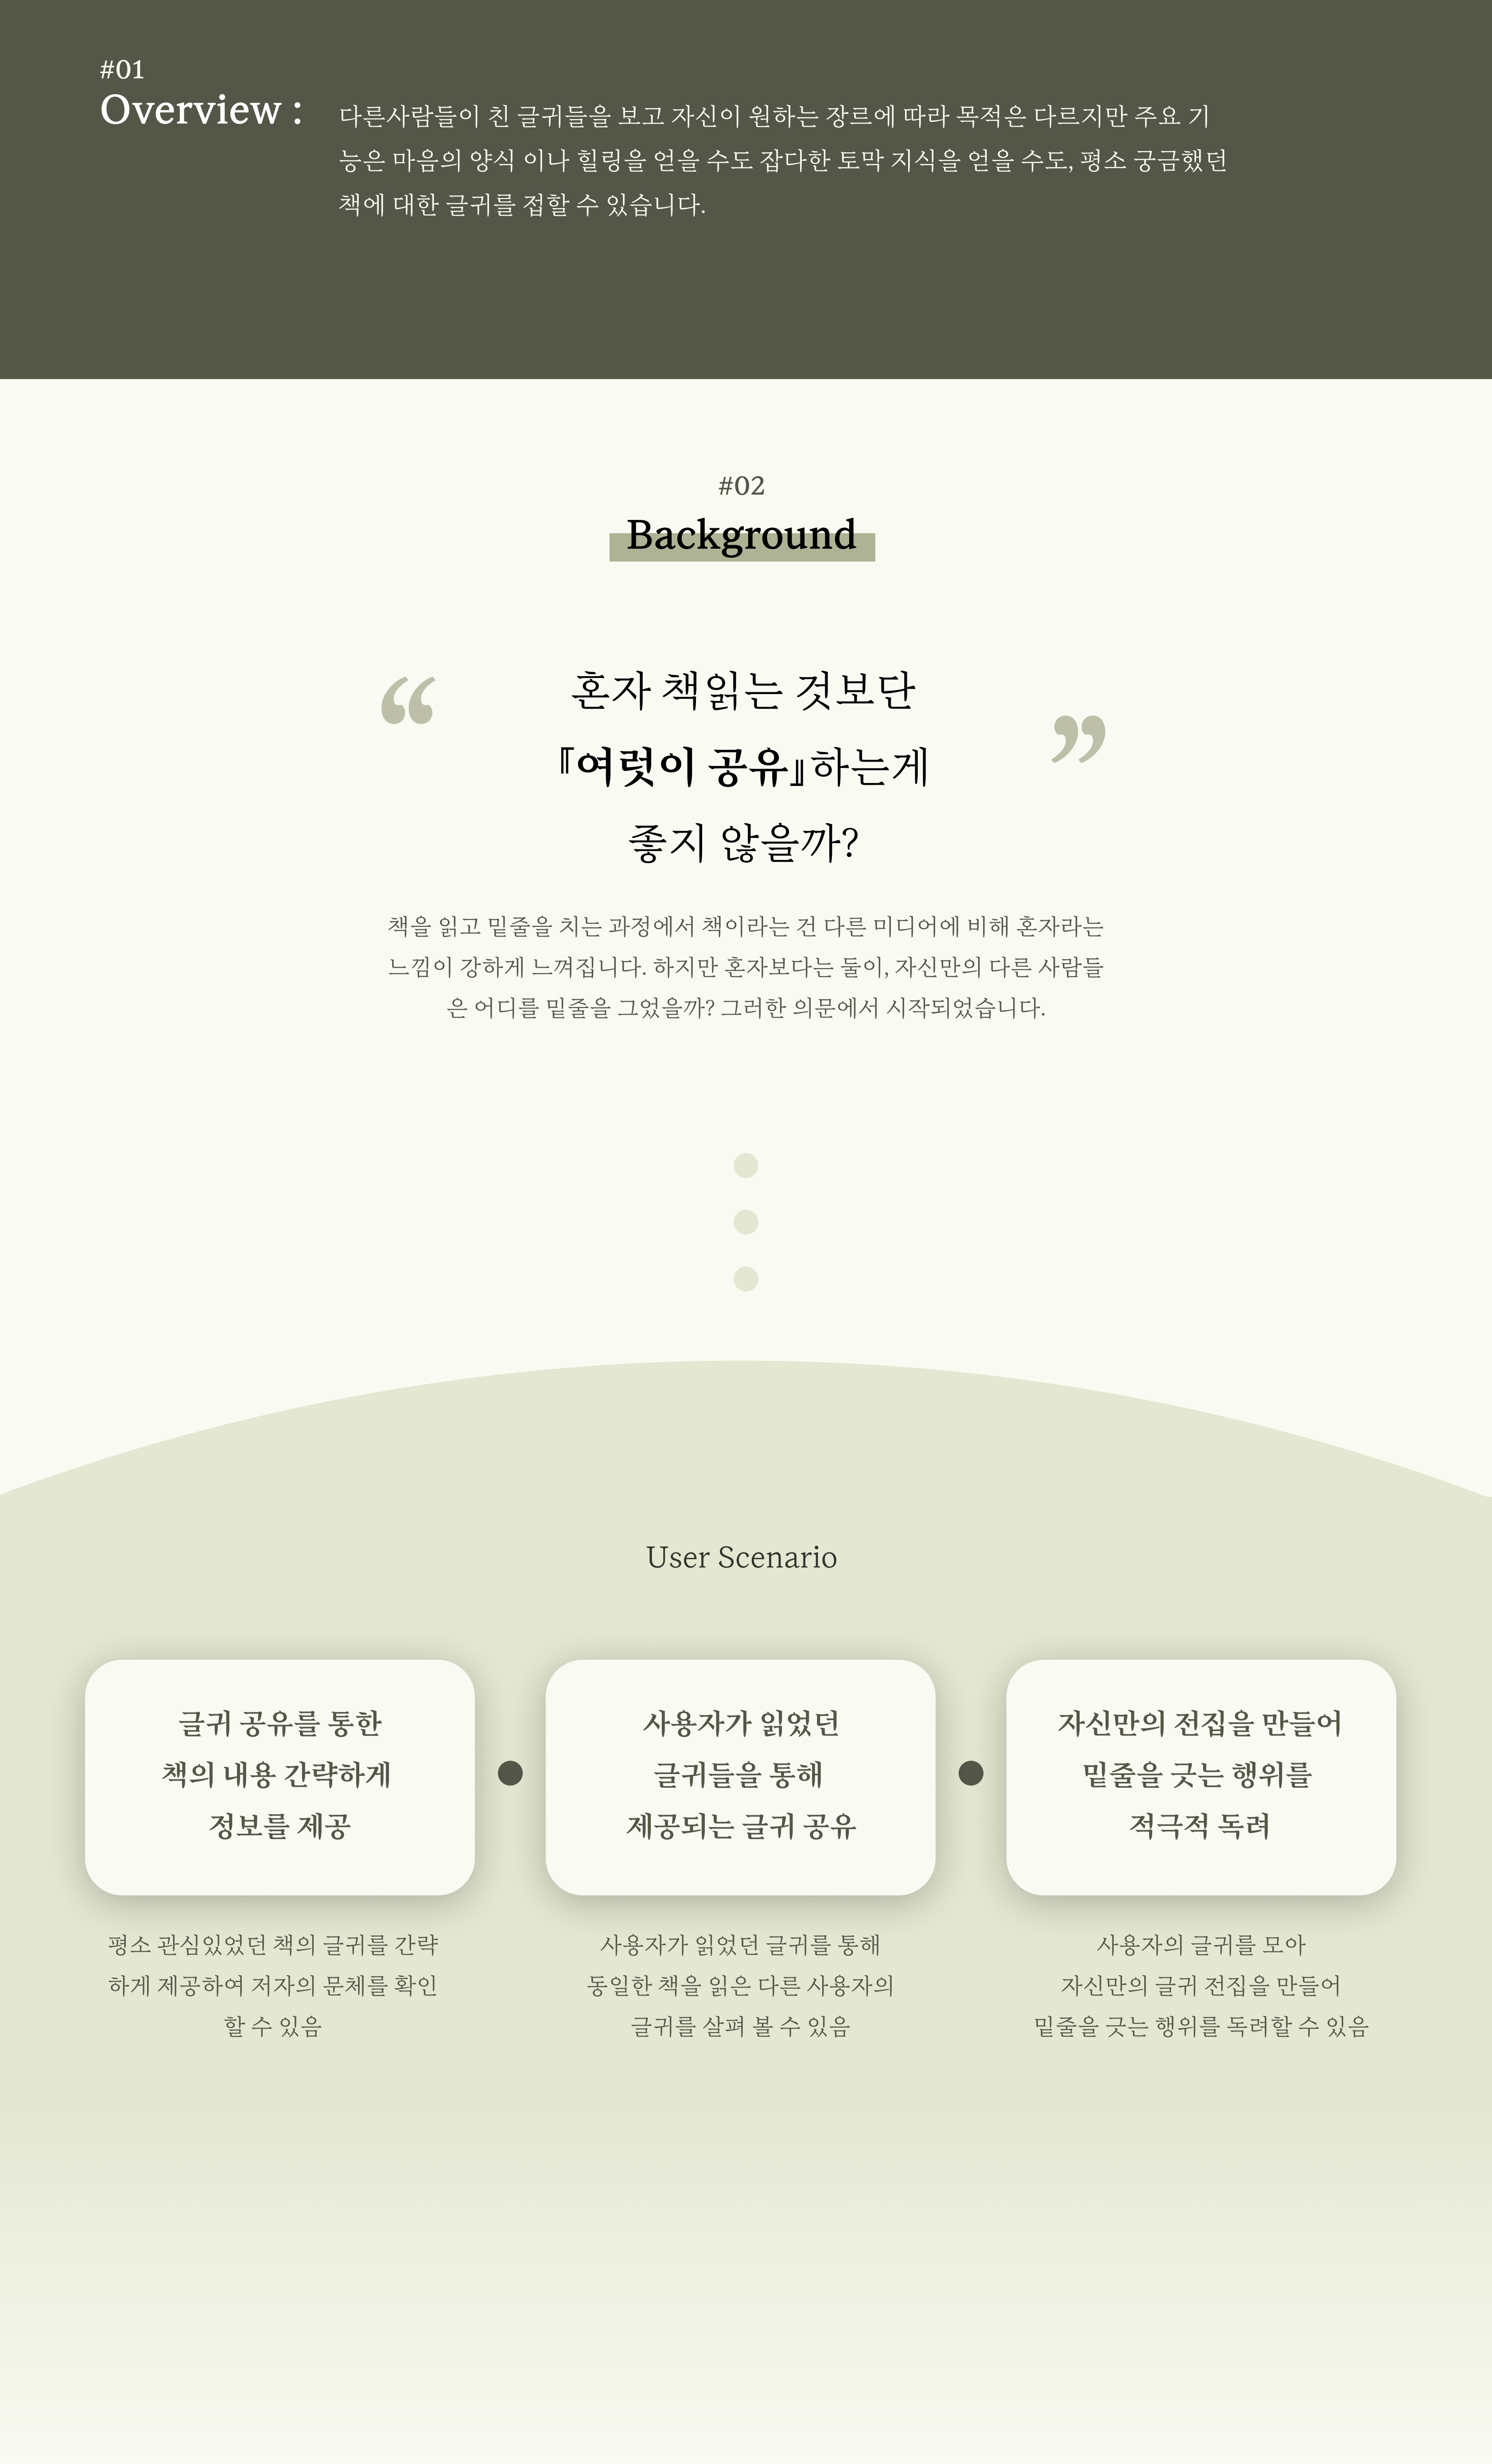 #01
Overview :
다른사람들이 친 글귀들을 보고 자신이 원하는 장르에 따라 목적은 다르지만 주요 기
능은 마음의 양식 이나 힐링을 얻을 수도 잡다한 토막 지식을 얻을 수도, 평소 궁금했던
책에 대한 글귀를 접할 수 있습니다.
#02
Background
“
혼자 책읽는 것보단
『여럿이 공유』하는게
좋지 않을까?
”
책을 읽고 밑줄을 치는 과정에서 책이라는 건 다른 미디어에 비해 혼자라는
느낌이 강하게 느껴집니다. 하지만 혼자보다는 둘이, 자신만의 다른 사람들
은 어디를 밑줄을 그었을까? 그러한 의문에서 시작되었습니다.
User Scenario
글귀 공유를 통한
책의 내용 간략하게
정보를 제공
평소 관심있었던 책의 글귀를 간략
하게 제공하여 저자의 문체를 확인
할 수 있음
사용자가 읽었던
글귀들을 통해
제공되는 글귀 공유
사용자가 읽었던 글귀를 통해
동일한 책을 읽은 다른 사용자의
글귀를 살펴 볼 수 있음
자신만의 전집을 만들어
밑줄을 긋는 행위를
적극적 독려
사용자의 글귀를 모아
자신만의 글귀 전집을 만들어
밑줄을 긋는 행위를 독려할 수 있음